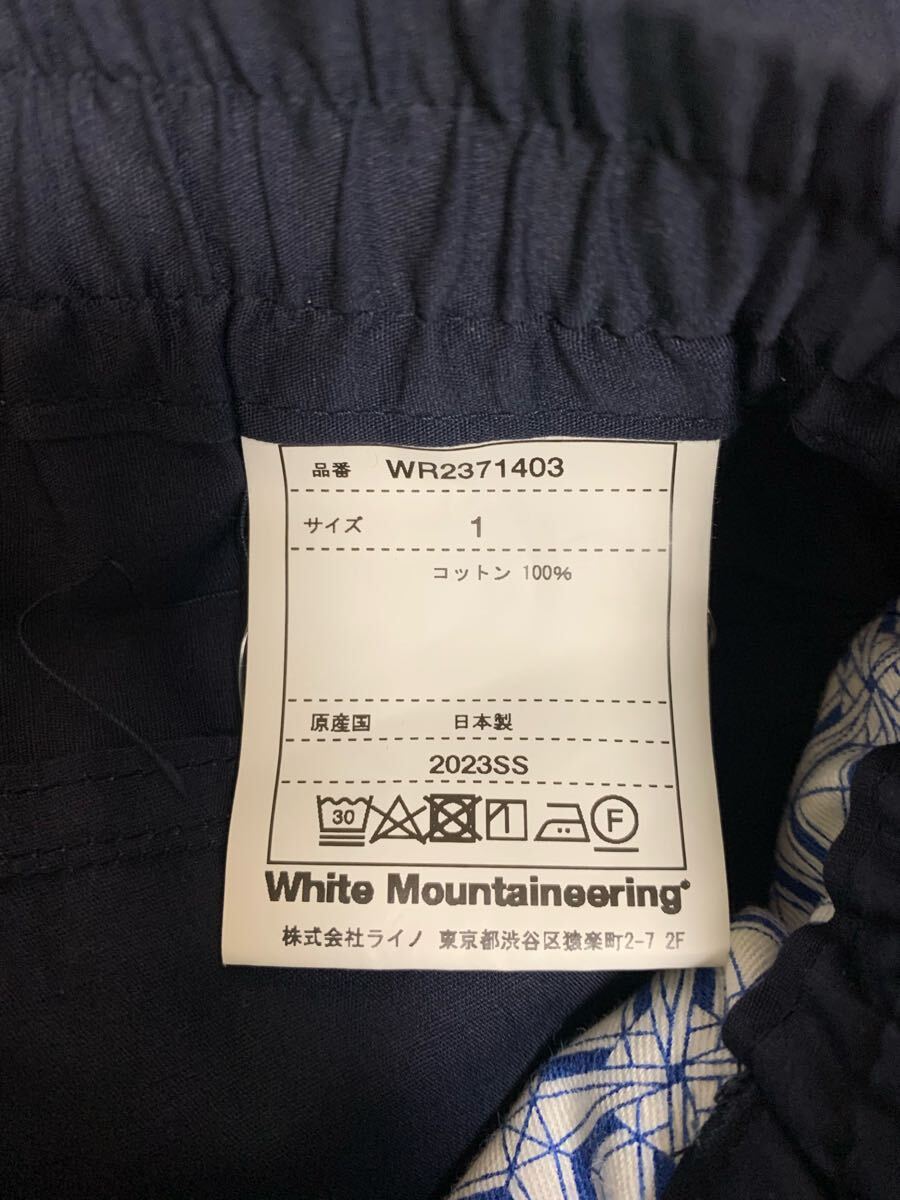 品番 WR2371403
サイズ 1
コットン 100%
原産国 日本製
2023SS
30 F
White Mountaineering
株式会社ライノ 東京都渋谷区猿楽町2-7 2F